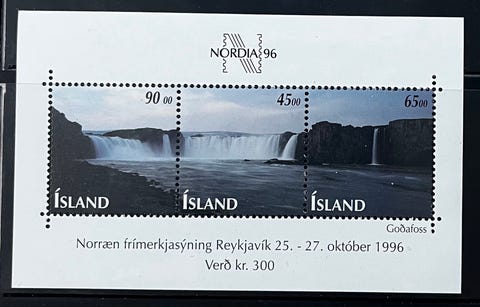 NORDIA 96
90 00
45 00
65 00
ÍSLAND
ÍSLAND
ÍSLAND
Goðafoss
Norræn frímerkjasýning Reykjavík 25. - 27. október 1996
Verð kr. 300